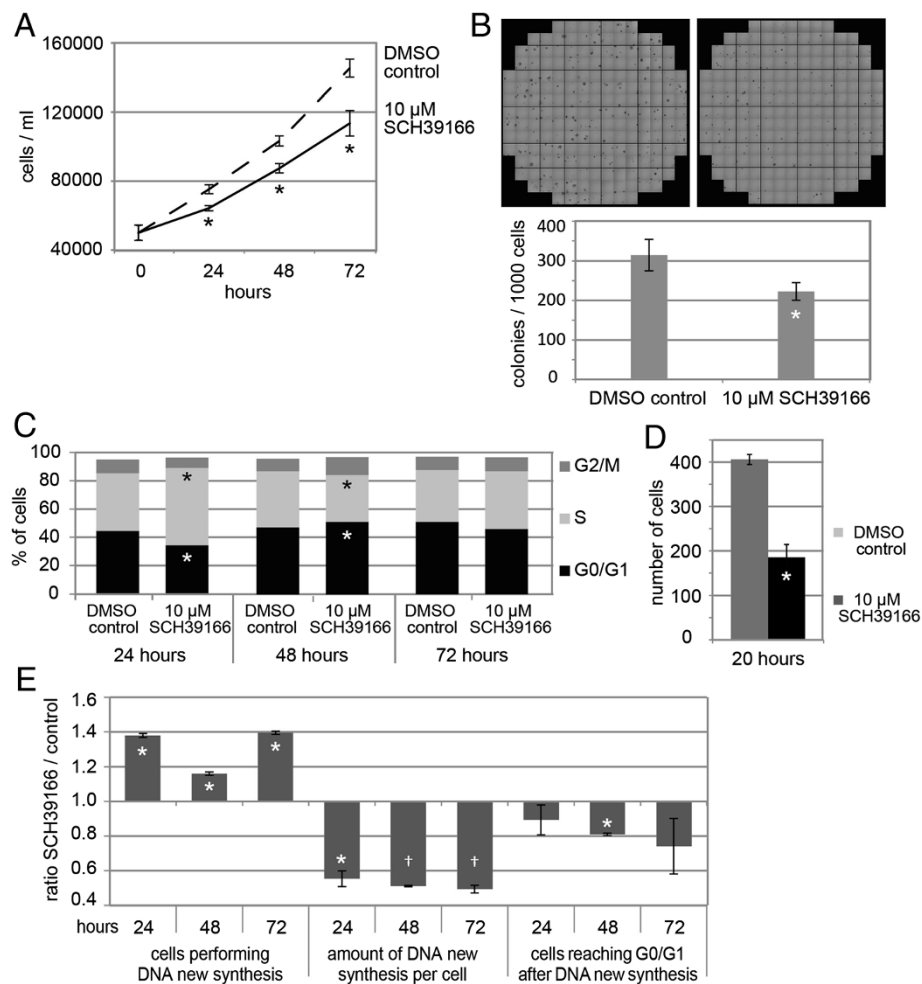 A
160000
120000
80000
40000
cells / ml
0 24 48 72
hours
DMSO
control
10 µM
SCH39166
*
*
*
B
400
300
200
100
0
colonies / 1000 cells
*
DMSO control 10 µM SCH39166
C
100
80
60
40
20
0
% of cells
* *
* *
G2/M
S
G0/G1
DMSO 10 µM DMSO 10 µM DMSO 10 µM
control SCH39166 control SCH39166 control SCH39166
24 hours 48 hours 72 hours
D
400
200
100
0
number of cells
*
20 hours
DMSO
control
10 µM
SCH39166
E
1.6
1.4
1.2
1.0
0.8
0.6
0.4
ratio SCH39166 / control
* * *
* † † *
hours 24 48 72 24 48 72 24 48 72
cells performing amount of DNA new cells reaching G0/G1
DNA new synthesis synthesis per cell after DNA new synthesis